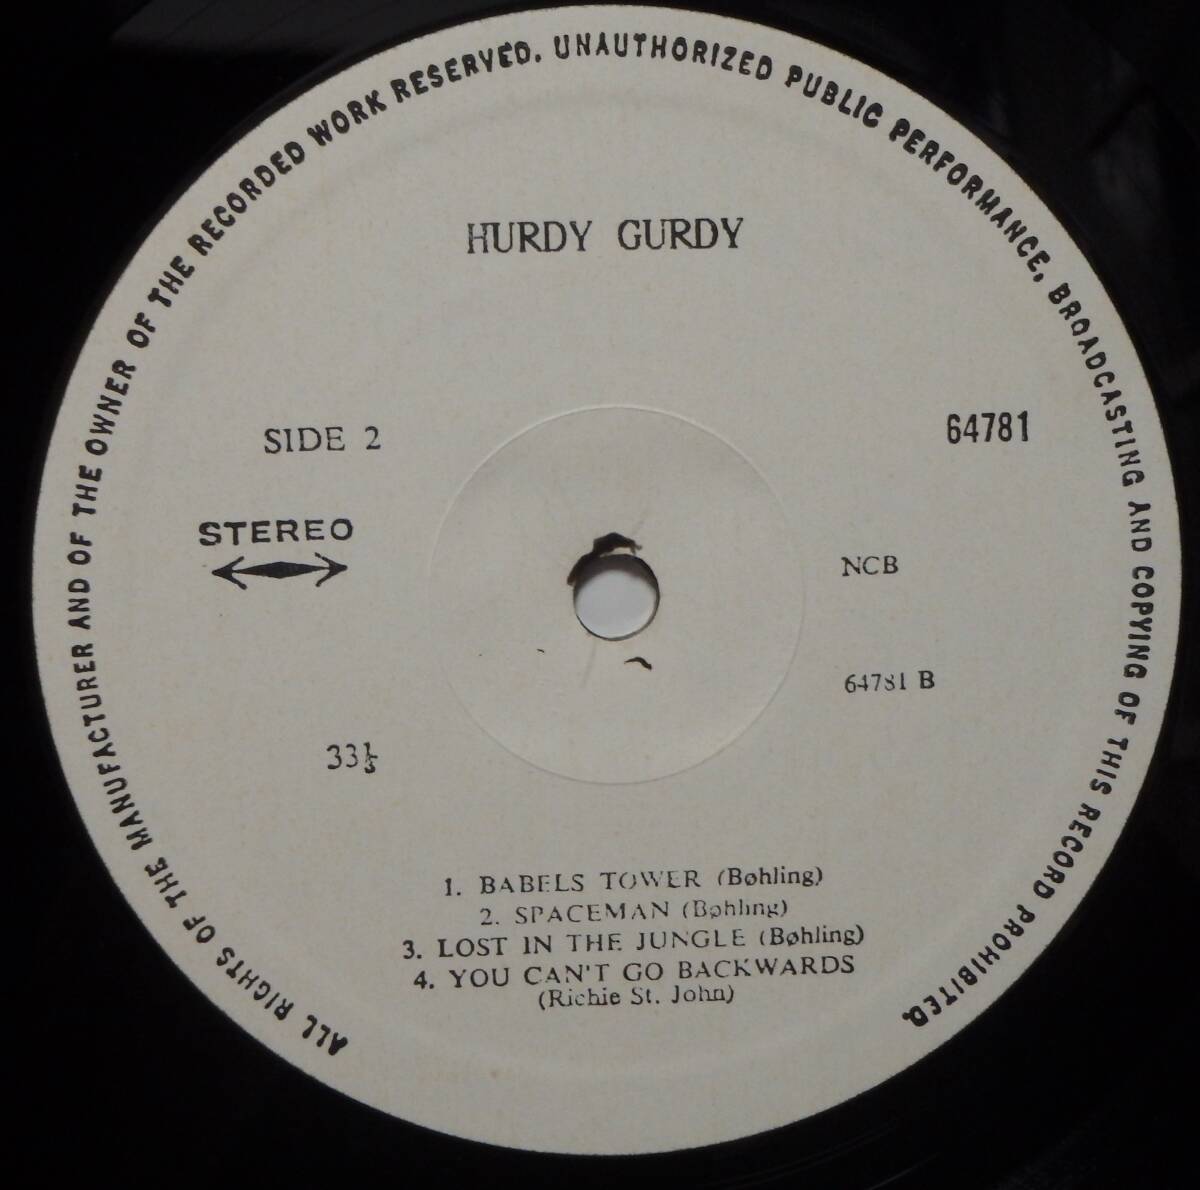 ALL RIGHTS OF THE MANUFACTURER AND OF THE OWNER OF THE RECORDED WORK RESERVED. UNAUTHORIZED PUBLIC PERFORMANCE, BROADCASTING AND COPYING OF THIS RECORD PROHIBITED.
HURDY GURDY
SIDE 2
64781
STEREO
NCB
64781 B
33⅓
1. BABELS TOWER (Bøhling)
2. SPACEMAN (Bøhling)
3. LOST IN THE JUNGLE (Bøhling)
4. YOU CAN'T GO BACKWARDS
(Richie St. John)